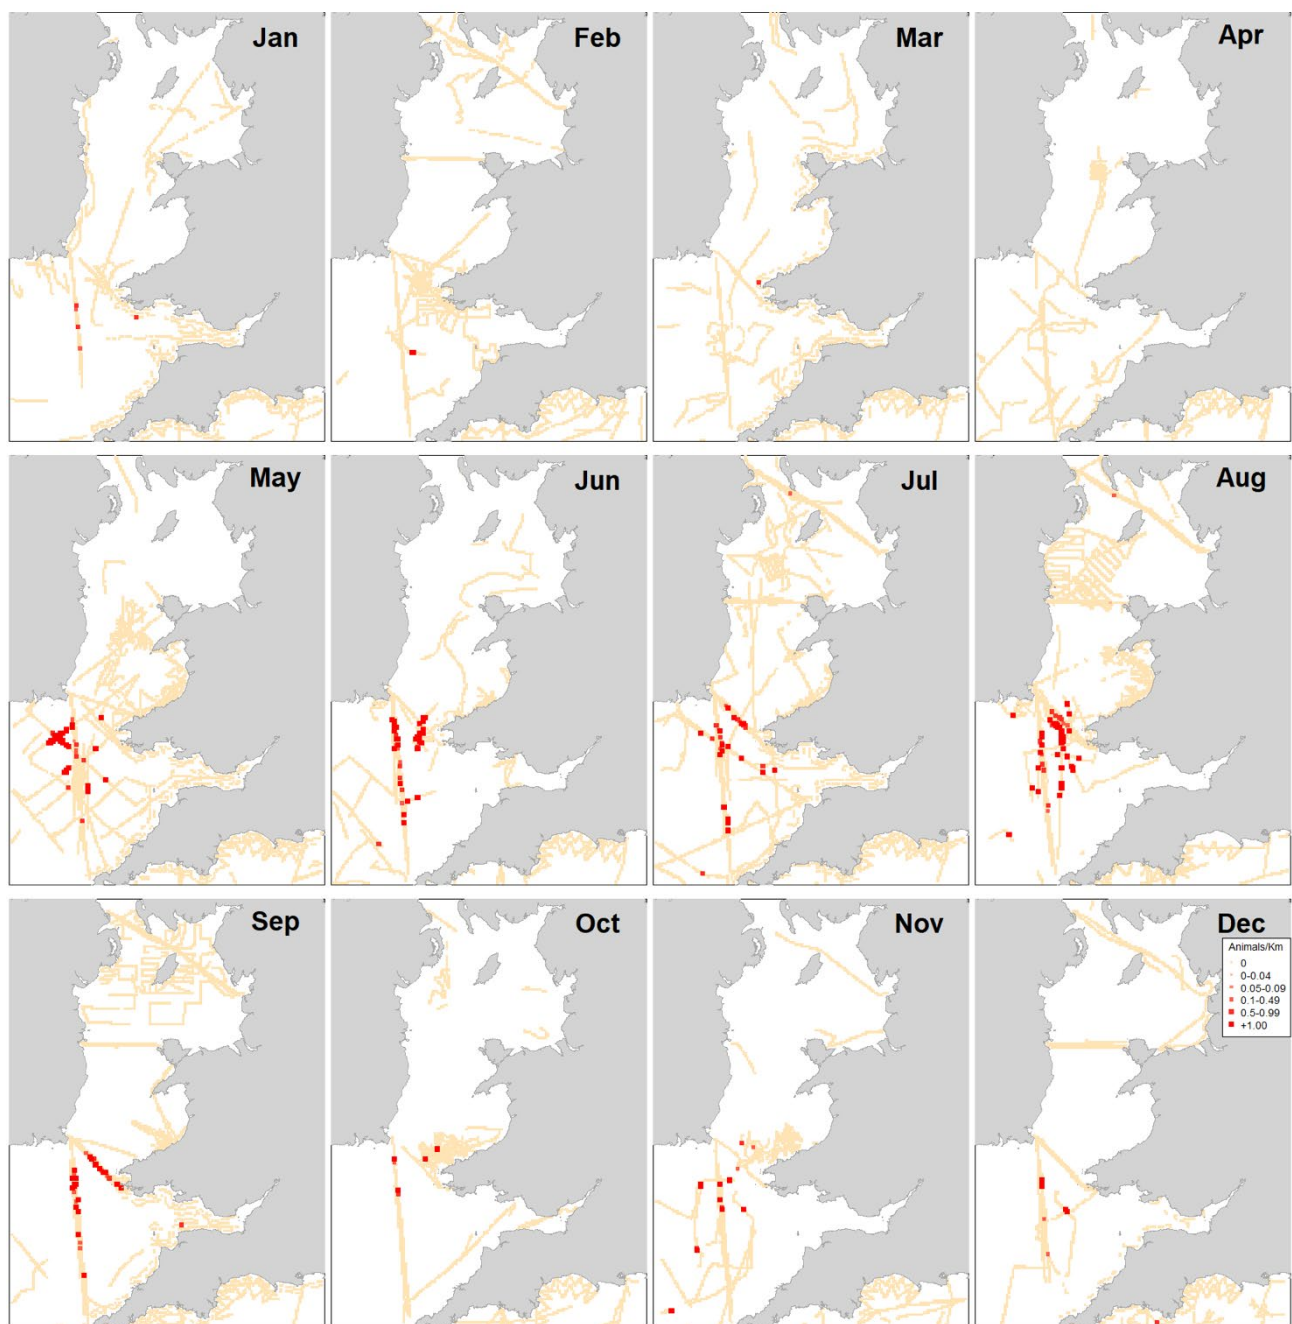 Jan
Feb
Mar
Apr
May
Jun
Jul
Aug
Sep
Oct
Nov
Dec
Animals/Km
0
0-0.04
0.05-0.09
0.1-0.49
0.5-0.99
+1.00